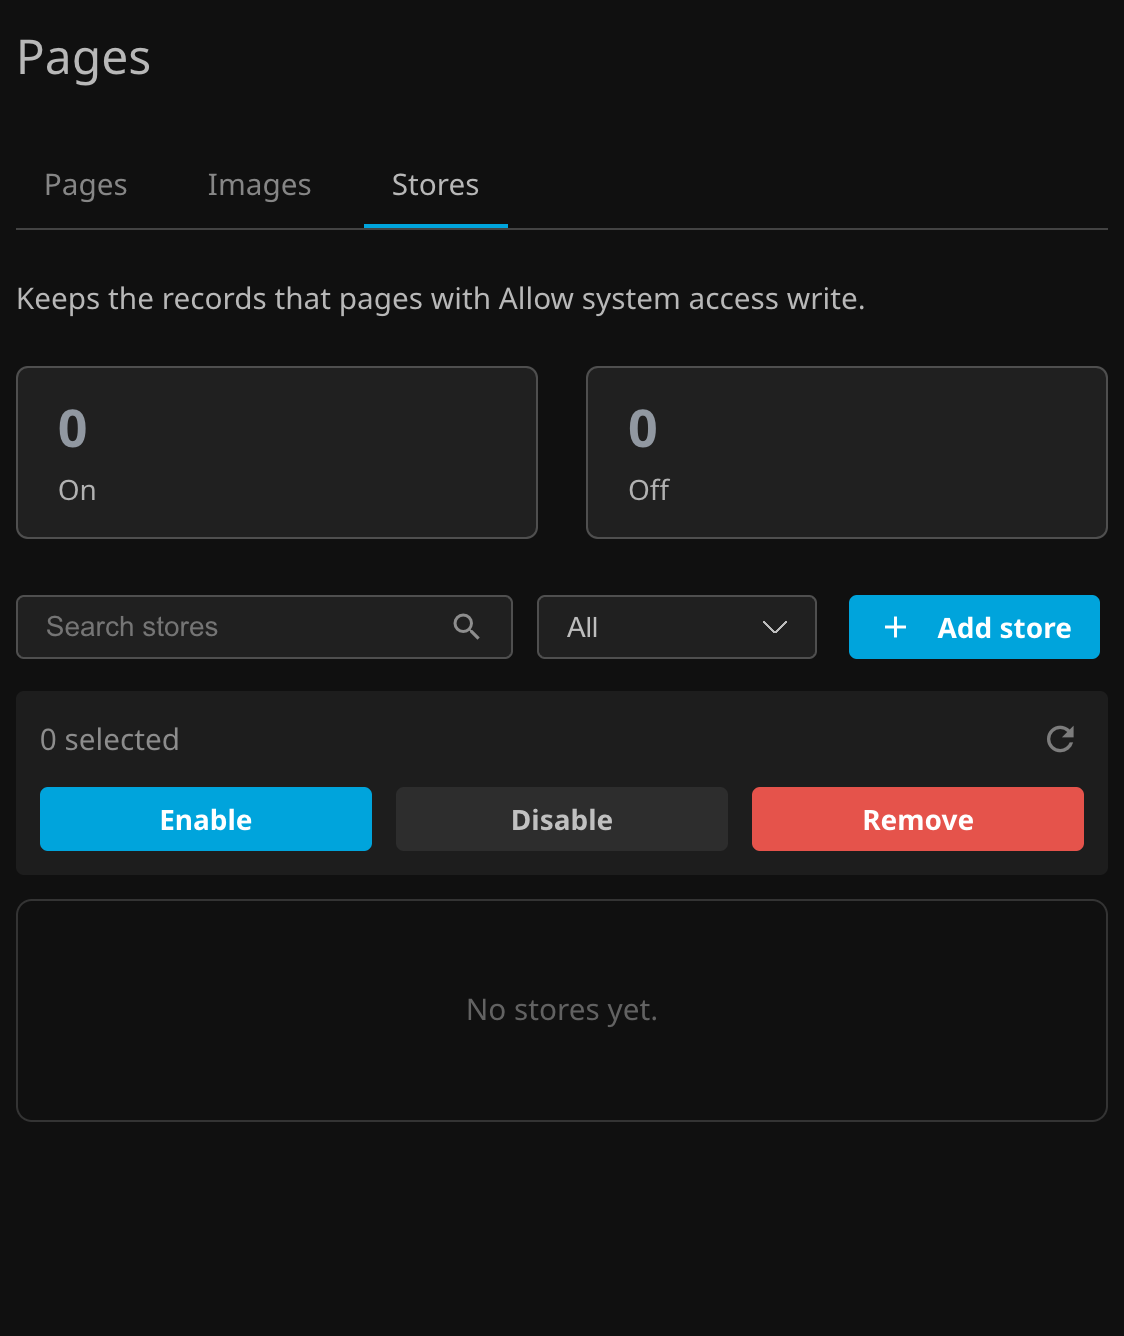 Pages
Pages Images Stores
Keeps the records that pages with Allow system access write.
0 0
On Off
Search stores All + Add store
0 selected
Enable Disable Remove
No stores yet.